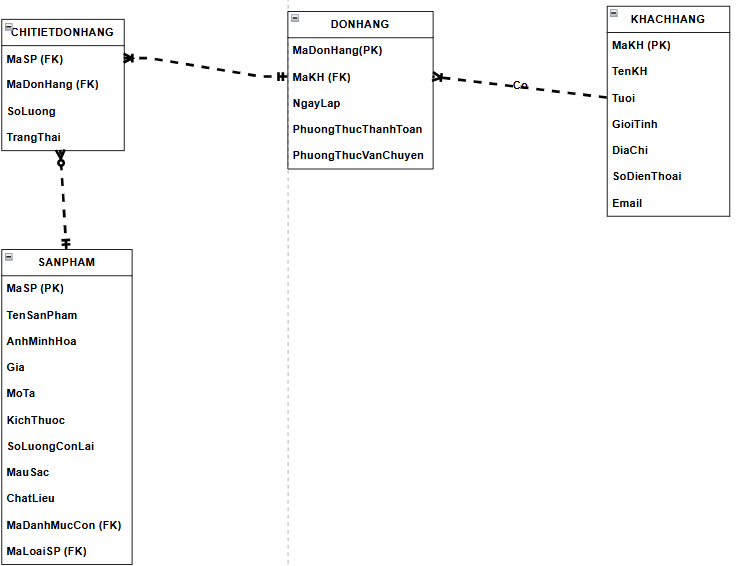 CHITIETDONHANG
MaSP (FK)
MaDonHang (FK)
SoLuong
TrangThai
DONHANG
MaDonHang(PK)
MaKH (FK)
NgayLap
PhuongThucThanhToan
PhuongThucVanChuyen
Co
KHACHHANG
MaKH (PK)
TenKH
Tuoi
GioiTinh
DiaChi
SoDienThoai
Email
SANPHAM
MaSP (PK)
TenSanPham
AnhMinhHoa
Gia
MoTa
KichThuoc
SoLuongConLai
MauSac
ChatLieu
MaDanhMucCon (FK)
MaLoaiSP (FK)